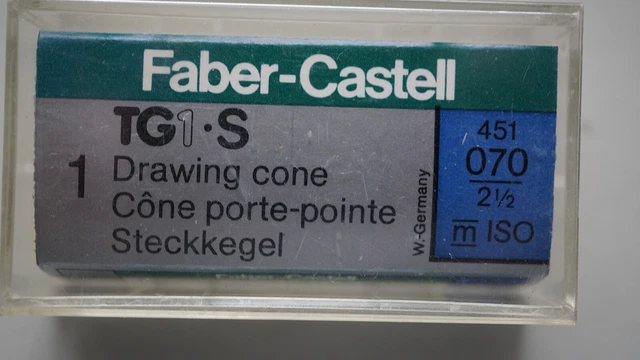 Faber-Castell
TG1·S
1
Drawing cone
Cône porte-pointe
Steckkegel
W.-Germany
451
070
2½
m ISO